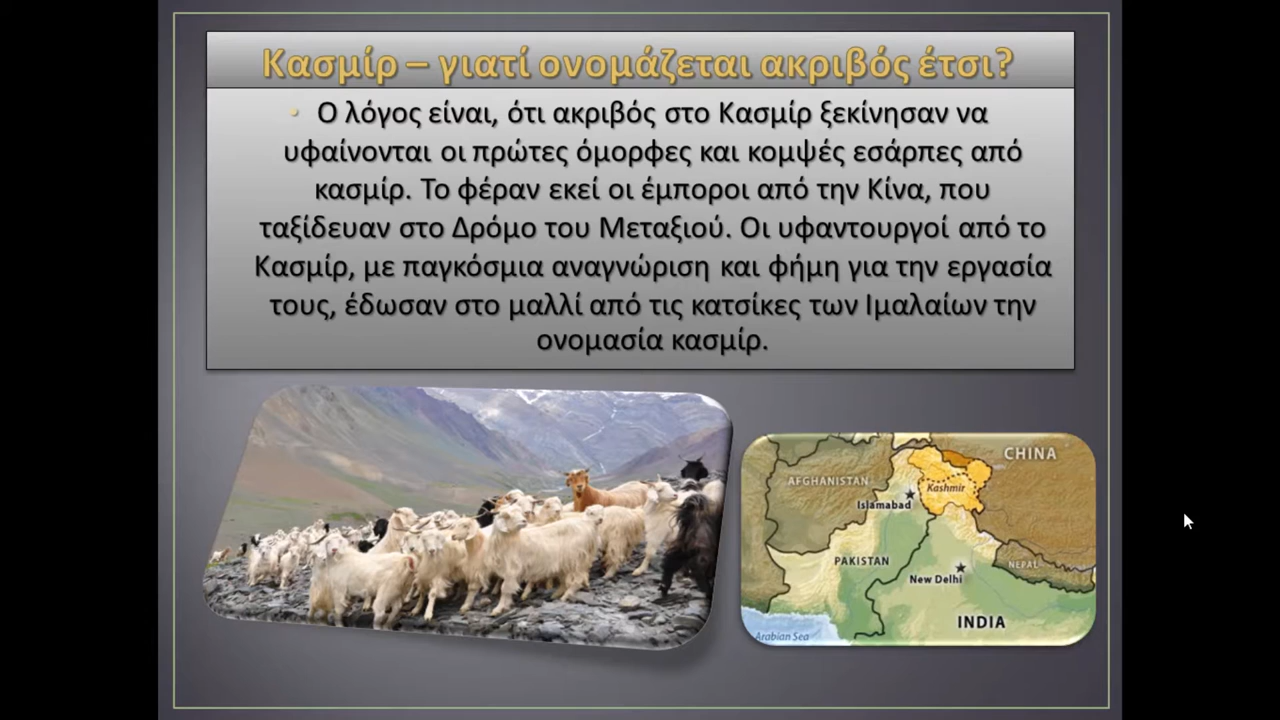 Κασμίρ – γιατί ονομάζεται ακριβός έτσι?
• Ο λόγος είναι, ότι ακριβός στο Κασμίρ ξεκίνησαν να
υφαίνονται οι πρώτες όμορφες και κομψές εσάρπες από
κασμίρ. Το φέραν εκεί οι έμποροι από την Κίνα, που
ταξίδευαν στο Δρόμο του Μεταξιού. Οι υφαντουργοί από το
Κασμίρ, με παγκόσμια αναγνώριση και φήμη για την εργασία
τους, έδωσαν στο μαλλί από τις κατσίκες των Ιμαλαίων την
ονομασία κασμίρ.
CHINA
AFGHANISTAN
Kashmir
Islamabad
PAKISTAN
NEPAL
New Delhi
INDIA
Arabian Sea